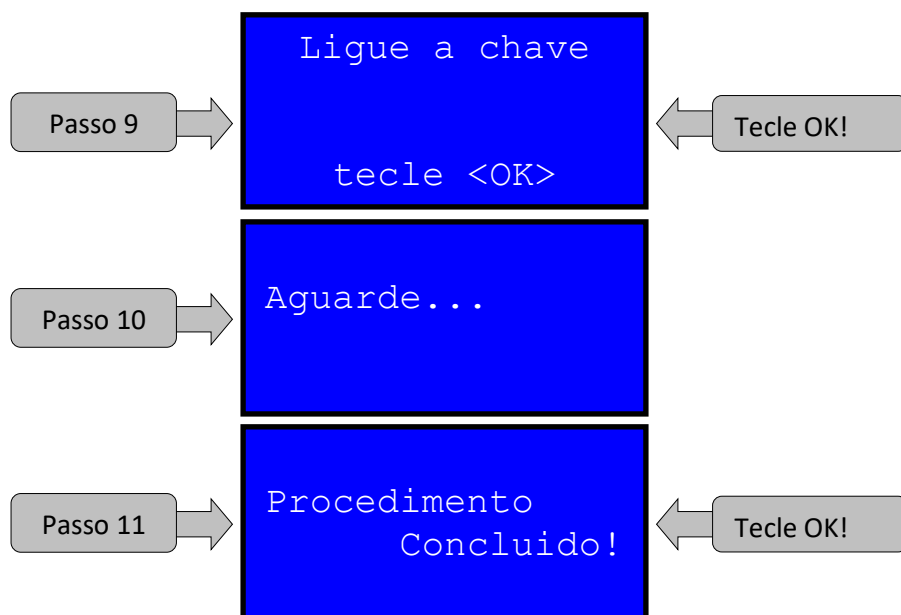 Ligue a chave
Passo 9
Tecle OK!
tecle <OK>
Passo 10
Aguarde...
Procedimento
Passo 11
Tecle OK!
Concluido!